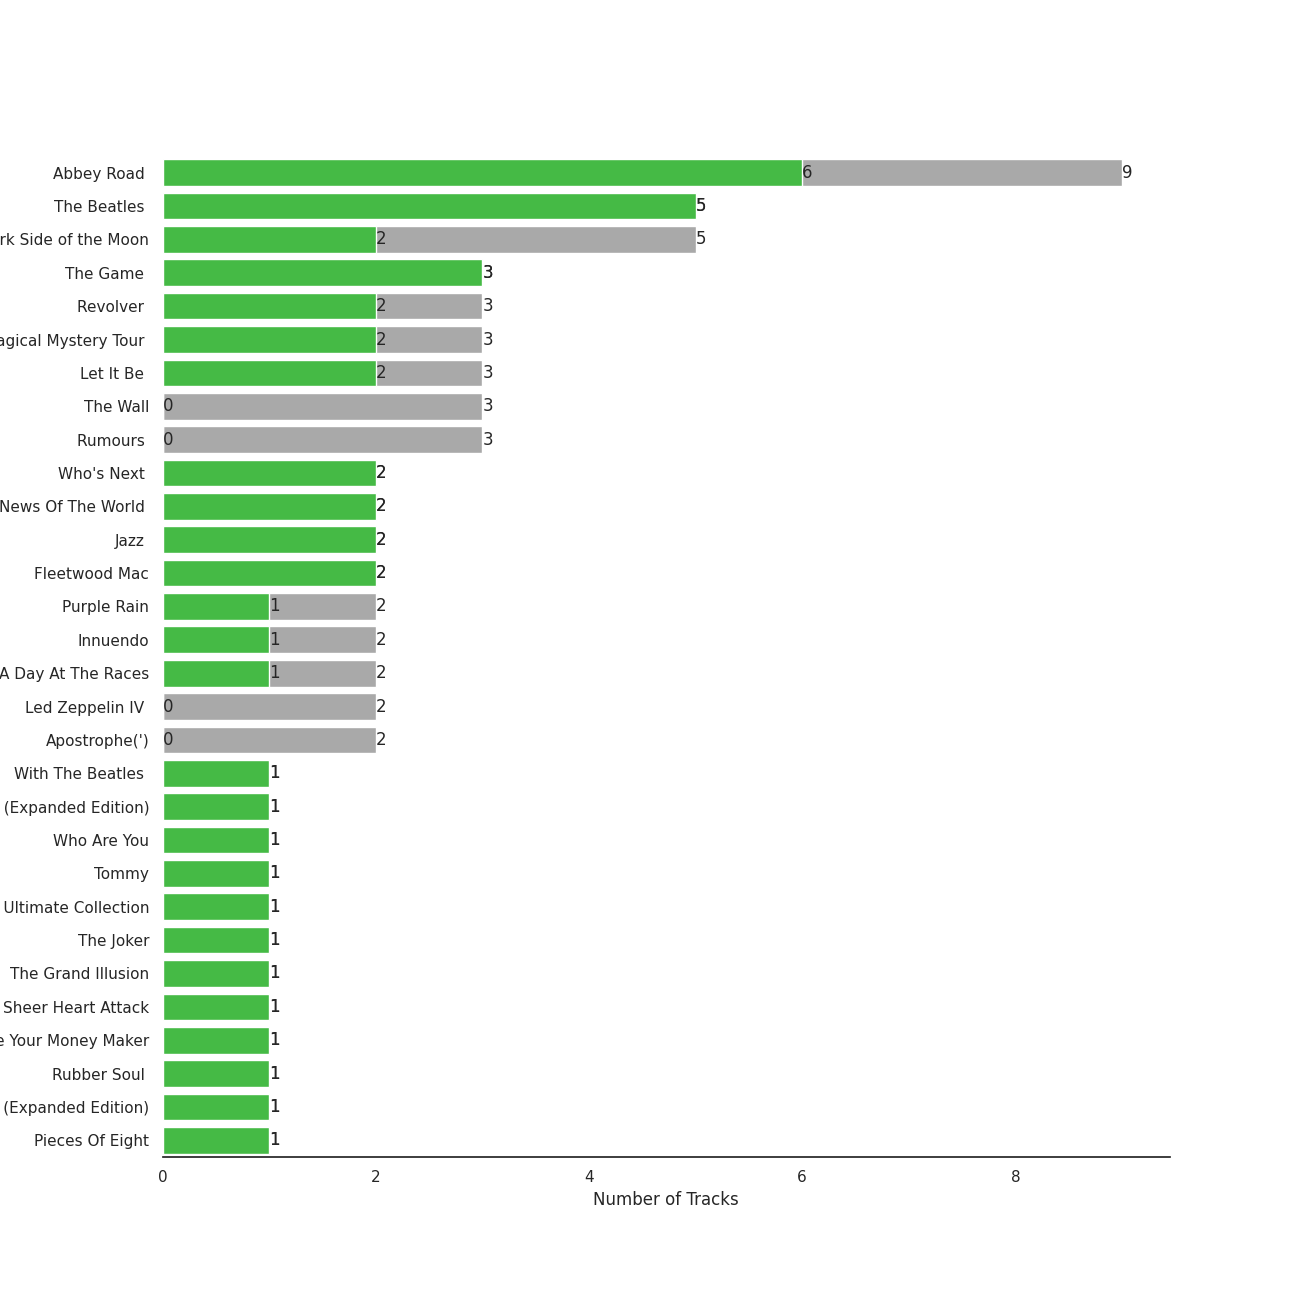 Abbey Road 6 9
The Beatles 5
Side of the Moon 2 5
The Game 3
Revolver 2 3
Mystery Tour 2 3
Let It Be 2 3
The Wall 0 3
Rumours 0 3
Who's Next 2
News Of The World 2
Jazz 2
Fleetwood Mac 2
Purple Rain 1 2
Innuendo 1 2
A Day At The Races 1 2
Led Zeppelin IV 0 2
Apostrophe(') 0 2
With The Beatles 1
(Expanded Edition) 1
Who Are You 1
Tommy 1
Ultimate Collection 1
The Joker 1
The Grand Illusion 1
Sheer Heart Attack 1
Your Money Maker 1
Rubber Soul 1
(Expanded Edition) 1
Pieces Of Eight 1
0 2 4 6 8
Number of Tracks